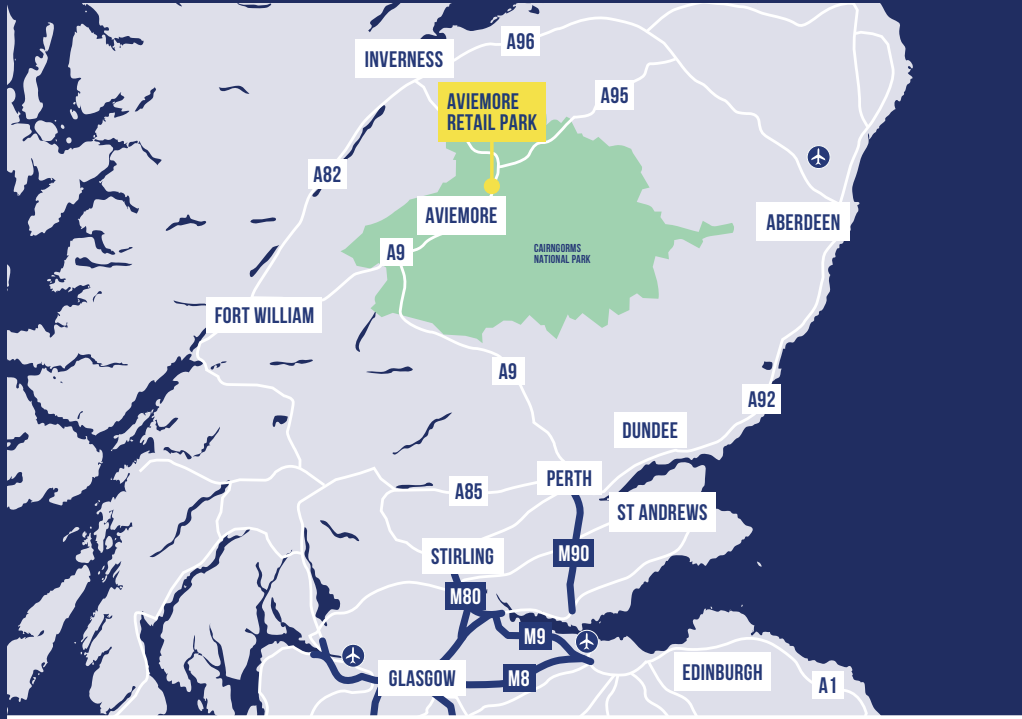 A96
INVERNESS
AVIEMORE
RETAIL PARK
A95
A82
AVIEMORE
ABERDEEN
A9
CAIRNGORMS
NATIONAL PARK
FORT WILLIAM
A9
A92
DUNDEE
PERTH
A85
ST ANDREWS
STIRLING
M90
M80
M9
GLASGOW
M8
EDINBURGH
A1